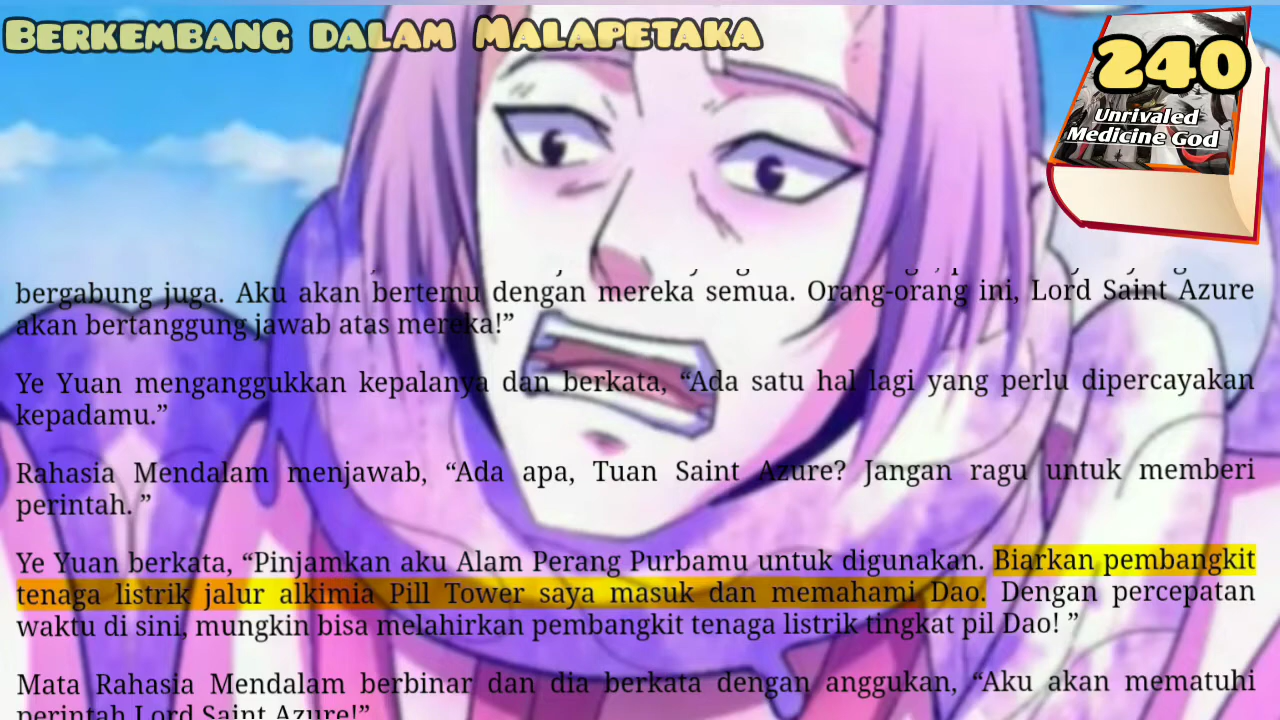 BERKEMBANG DALAM MALAPETAKA
240
Unrivaled
Medicine God
bergabung juga. Aku akan bertemu dengan mereka semua. Orang-orang ini, Lord Saint Azure
akan bertanggung jawab atas mereka!”
Ye Yuan menganggukkan kepalanya dan berkata, “Ada satu hal lagi yang perlu dipercayakan
kepadamu.”
Rahasia Mendalam menjawab, “Ada apa, Tuan Saint Azure? Jangan ragu untuk memberi
perintah. ”
Ye Yuan berkata, “Pinjamkan aku Alam Perang Purbamu untuk digunakan. Biarkan pembangkit
tenaga listrik jalur alkimia Pill Tower saya masuk dan memahami Dao. Dengan percepatan
waktu di sini, mungkin bisa melahirkan pembangkit tenaga listrik tingkat pil Dao! ”
Mata Rahasia Mendalam berbinar dan dia berkata dengan anggukan, “Aku akan mematuhi
perintah Lord Saint Azure!”